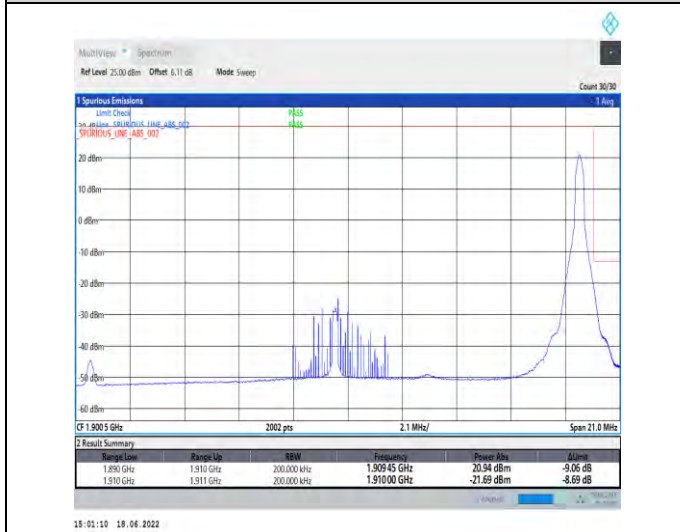 MultiView Spectrum
Ref Level 25.00 dBm Offset 6.11 dB Mode Sweep
Count 30/30
1 Spurious Emissions 1 Avg
Limit Check PASS
Line _SPURIOUS_LINE_ABS_002 PASS
_SPURIOUS_LINE_ABS_002
20 dBm
10 dBm
0 dBm
-10 dBm
-20 dBm
-30 dBm
-40 dBm
-50 dBm
-60 dBm
CF 1.9005 GHz 2002 pts 2.1 MHz/ Span 21.0 MHz
2 Result Summary
Range Low Range Up RBW Frequency Power Abs ΔLimit
1.890 GHz 1.910 GHz 200.000 kHz 1.90945 GHz 20.94 dBm -9.06 dB
1.910 GHz 1.911 GHz 200.000 kHz 1.91000 GHz -21.69 dBm -8.69 dB
15:01:10 18.06.2022